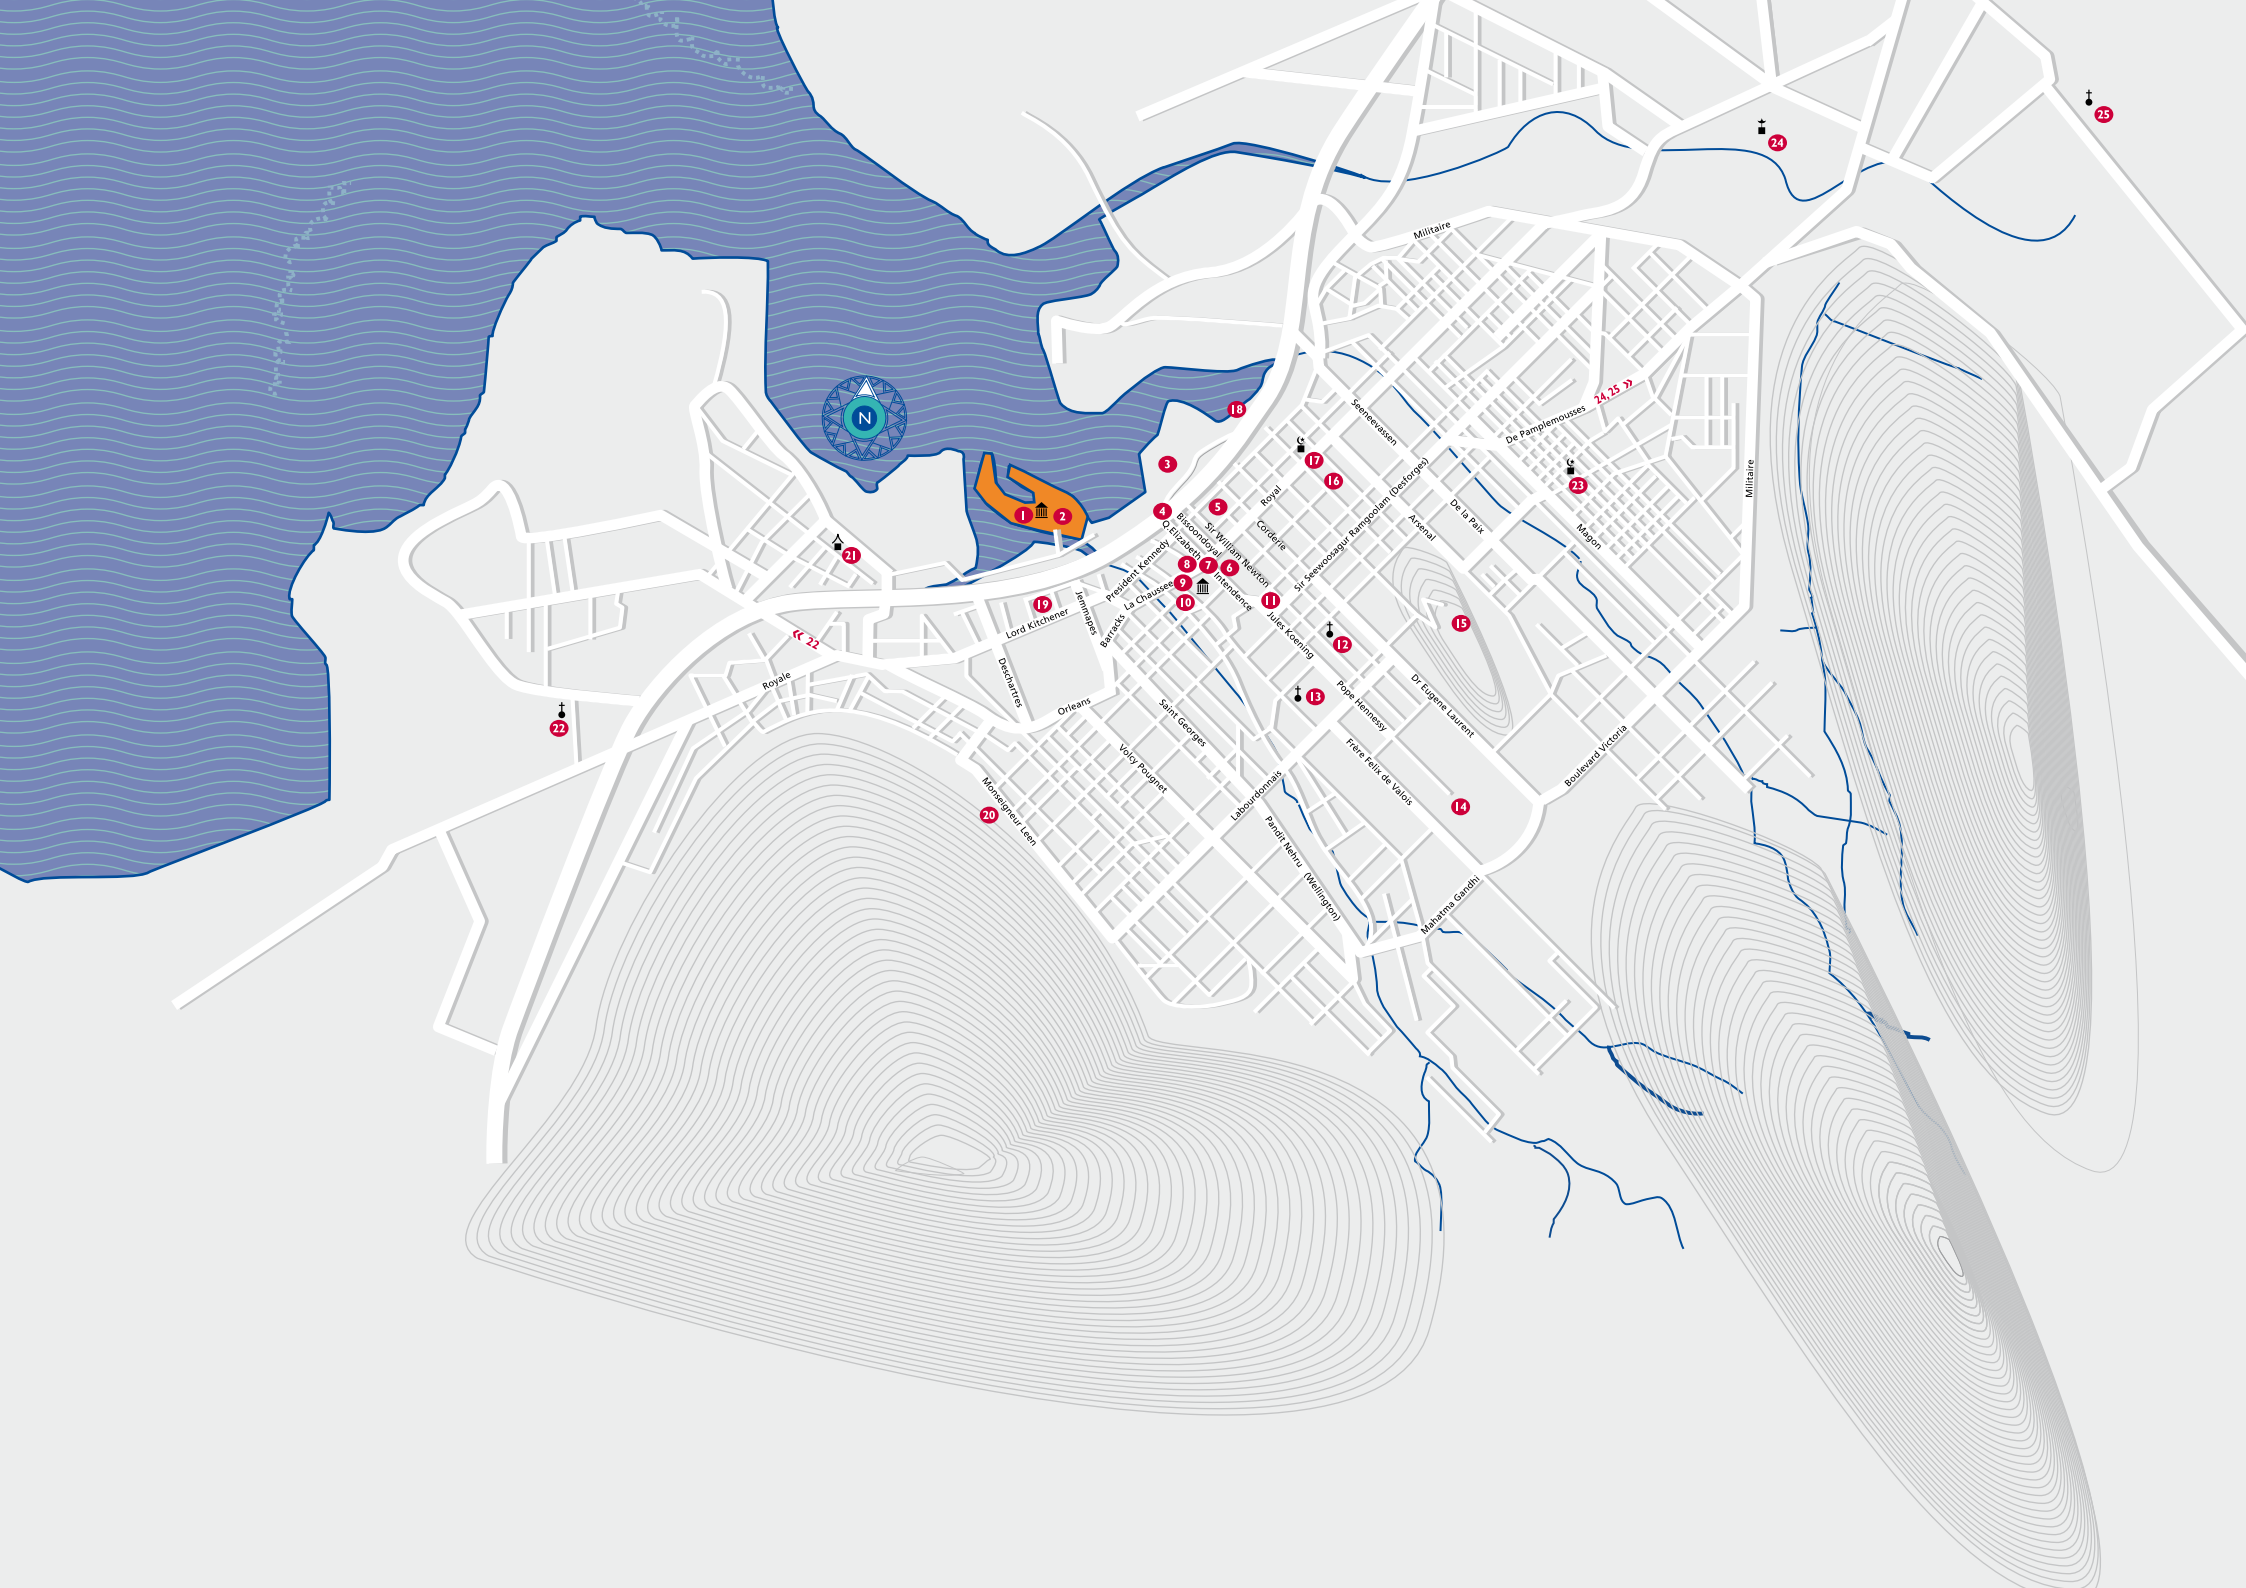 25
24
Militaire
24, 25 »
18
Seeneevassen
De Pamplemousses
N
17
3
16
23
Militaire
Royal
Sir Seewoosagur Ramgoolam (Desforges)
5
4
1
2
Bissoondoyal
Q.Elizabeth
Sir William Newton
Corderie
Arsenal
De la Paix
Magon
21
President Kennedy
8
7
6
9
La Chaussee
Intendence
10
11
19
Lord Kitchener
Jemmapes
Barracks
Jules Koening
12
15
« 22
Royale
Deschartres
Orleans
13
Pope Hennessy
Dr Eugene Laurent
22
Saint Georges
Volcy Pougnet
Frère Felix de Valois
Boulevard Victoria
Labourdonnais
14
20
Monseigneur Leen
Pandit Nehru (Wellington)
Mahatma Gandhi